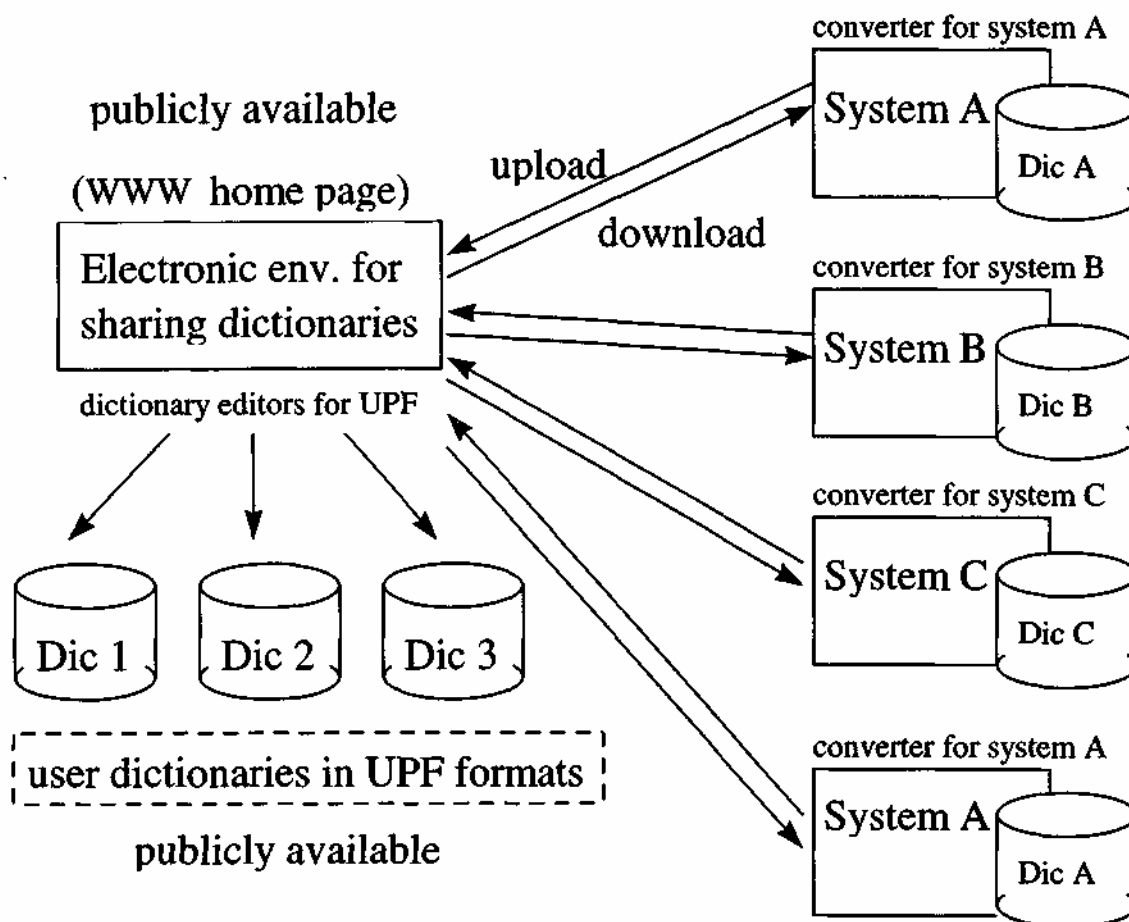 publicly available
(WWW home page)
Electronic env. for
sharing dictionaries
dictionary editors for UPF
Dic 1
Dic 2
Dic 3
user dictionaries in UPF formats
publicly available
upload
download
converter for system A
System A
Dic A
converter for system B
System B
Dic B
converter for system C
System C
Dic C
converter for system A
System A
Dic A